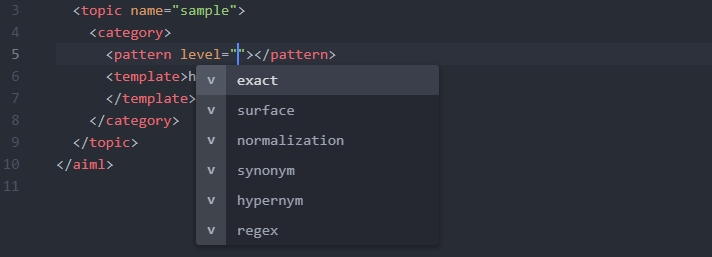 3 <topic name="sample">
4 <category>
5 <pattern level=""></pattern>
6 <template>h
7 </template>
8 </category>
9 </topic>
10 </aiml>
11
v exact
v surface
v normalization
v synonym
v hypernym
v regex